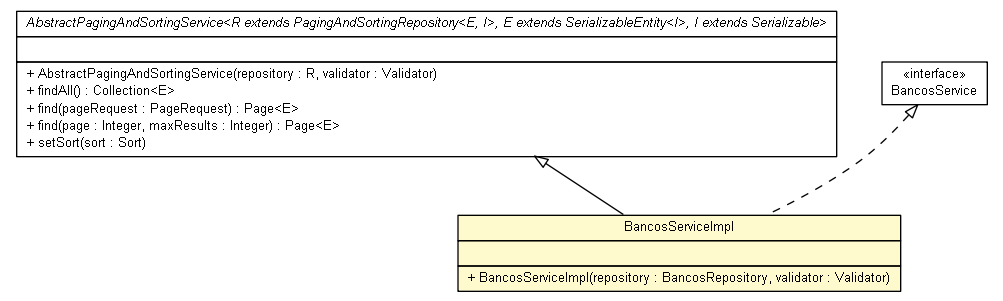 AbstractPagingAndSortingService<R extends PagingAndSortingRepository<E, I>, E extends SerializableEntity<I>, I extends Serializable>
+ AbstractPagingAndSortingService(repository : R, validator : Validator)
+ findAll() : Collection<E>
+ find(pageRequest : PageRequest) : Page<E>
+ find(page : Integer, maxResults : Integer) : Page<E>
+ setSort(sort : Sort)
«interface»
BancosService
BancosServiceImpl
+ BancosServiceImpl(repository : BancosRepository, validator : Validator)